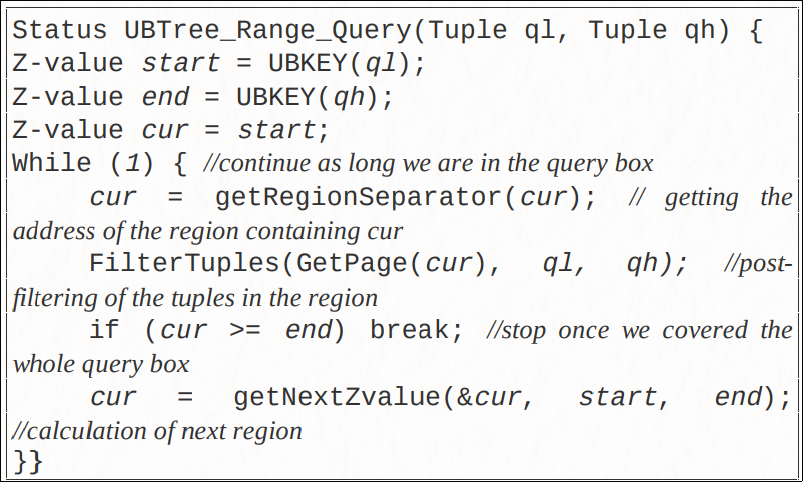 Status UBTree_Range_Query(Tuple ql, Tuple qh) {
Z-value start = UBKEY(ql);
Z-value end = UBKEY(qh);
Z-value cur = start;
While (1) { //continue as long we are in the query box
cur = getRegionSeparator(cur); // getting the
address of the region containing cur
FilterTuples(GetPage(cur), ql, qh); //post-
filtering of the tuples in the region
if (cur >= end) break; //stop once we covered the
whole query box
cur = getNextZvalue(&cur, start, end);
//calculation of next region
}}